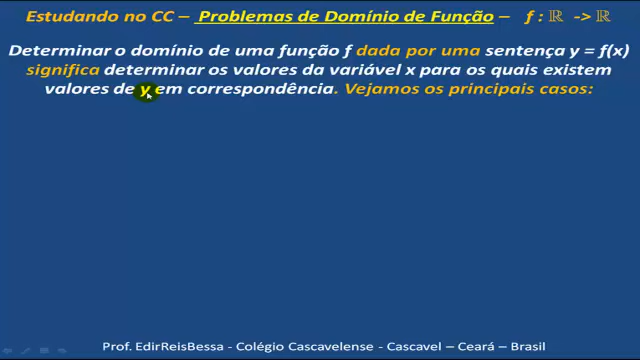 Estudando no CC – Problemas de Domínio de Função – f : ℝ -> ℝ
Determinar o domínio de uma função f dada por uma sentença y = f(x)
significa determinar os valores da variável x para os quais existem
valores de y em correspondência. Vejamos os principais casos:
Prof. EdirReisBessa - Colégio Cascavelense - Cascavel – Ceará – Brasil